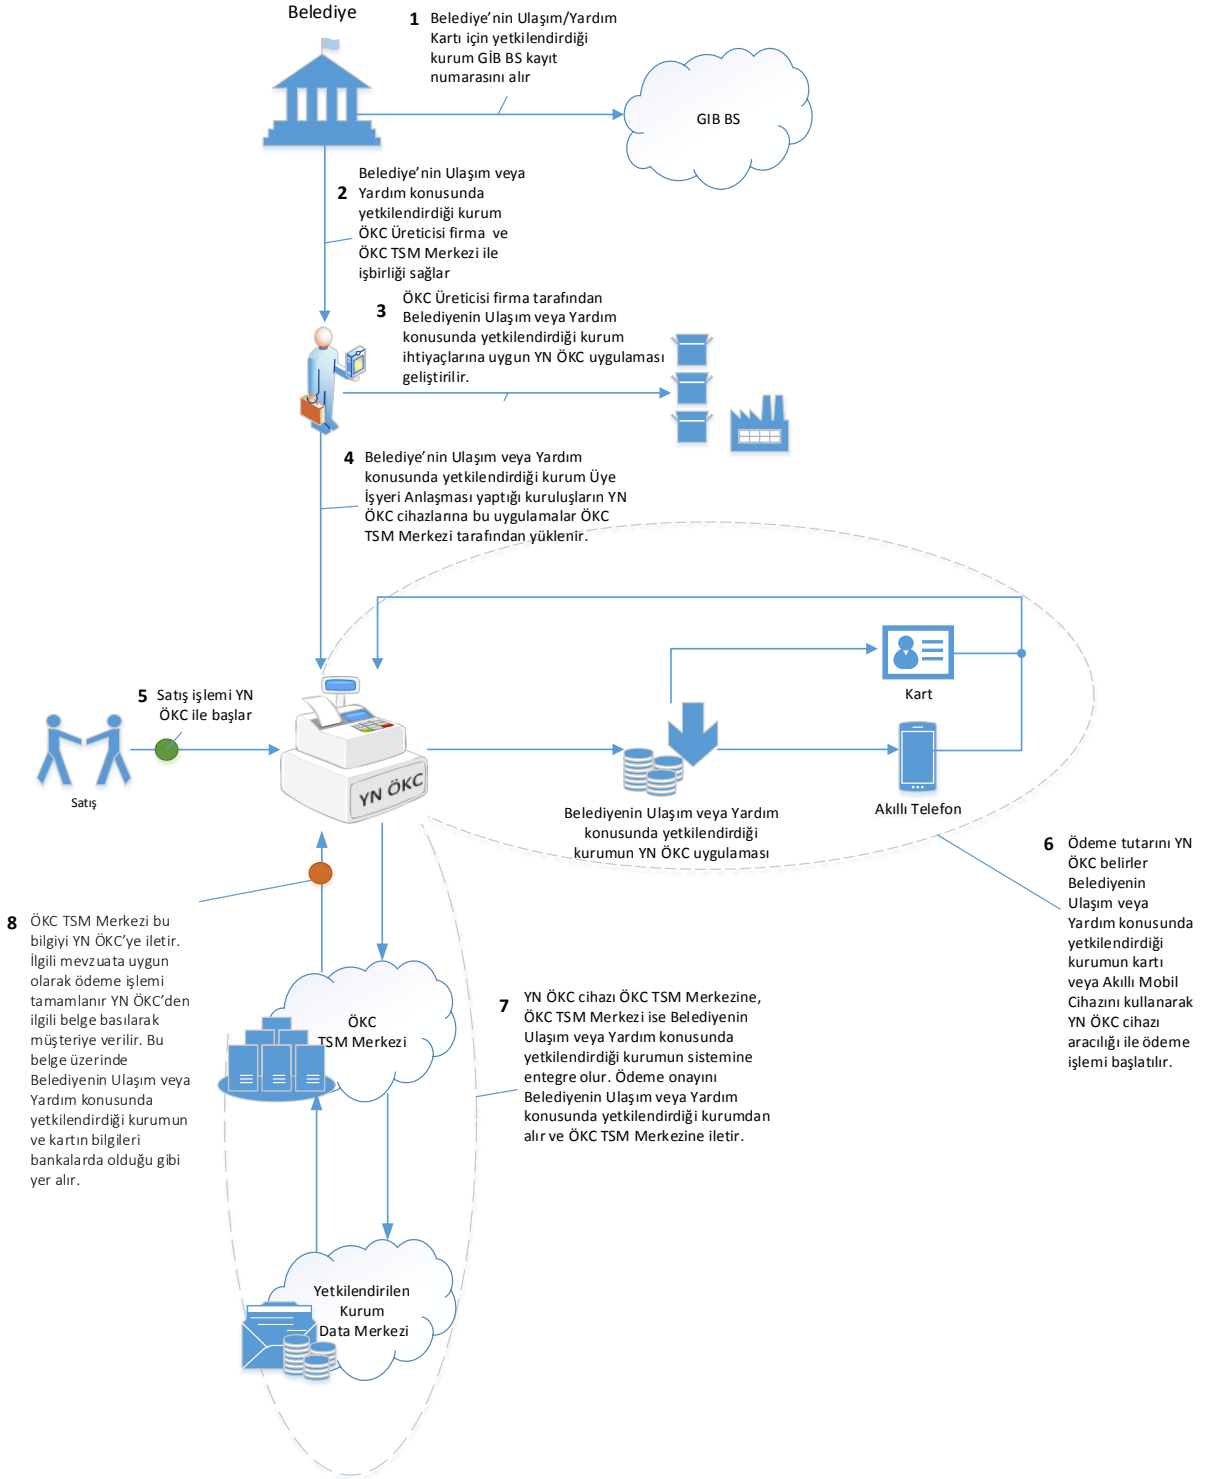 Belediye
1 Belediye’nin Ulaşım/Yardım
Kartı için yetkilendirdiği
kurum GİB BS kayıt
numarasını alır
GIB BS
Belediye’nin Ulaşım veya
2 Yardım konusunda
yetkilendirdiği kurum
ÖKC Üreticisi firma ve
ÖKC TSM Merkezi ile
işbirliği sağlar
3 ÖKC Üreticisi firma tarafından
Belediyenin Ulaşım veya Yardım
konusunda yetkilendirdiği kurum
ihtiyaçlarına uygun YN ÖKC uygulaması
geliştirilir.
4 Belediye’nin Ulaşım veya Yardım
konusunda yetkilendirdiği kurum Üye
İşyeri Anlaşması yaptığı kuruluşların YN
ÖKC cihazlarına bu uygulamalar ÖKC
TSM Merkezi tarafından yüklenir.
5 Satış işlemi YN
ÖKC ile başlar
Satış
YN ÖKC
Kart
Akıllı Telefon
Belediyenin Ulaşım veya Yardım
konusunda yetkilendirdiği
kurumun YN ÖKC uygulaması
6 Ödeme tutarını YN
ÖKC belirler
Belediyenin
Ulaşım veya
Yardım konusunda
yetkilendirdiği
kurumun kartı
veya Akıllı Mobil
Cihazını kullanarak
YN ÖKC cihazı
aracılığı ile ödeme
işlemi başlatılır.
7 YN ÖKC cihazı ÖKC TSM Merkezine,
ÖKC TSM Merkezi ise Belediyenin
Ulaşım veya Yardım konusunda
yetkilendirdiği kurumun sistemine
entegre olur. Ödeme onayını
Belediyenin Ulaşım veya Yardım
konusunda yetkilendirdiği kurumdan
alır ve ÖKC TSM Merkezine iletir.
8 ÖKC TSM Merkezi bu
bilgiyi YN ÖKC’ye iletir.
İlgili mevzuata uygun
olarak ödeme işlemi
tamamlanır YN ÖKC’den
ilgili belge basılarak
müşteriye verilir. Bu
belge üzerinde
Belediyenin Ulaşım veya
Yardım konusunda
yetkilendirdiği kurumun
ve kartın bilgileri
bankalarda olduğu gibi
yer alır.
ÖKC
TSM Merkezi
Yetkilendirilen
Kurum
Data Merkezi